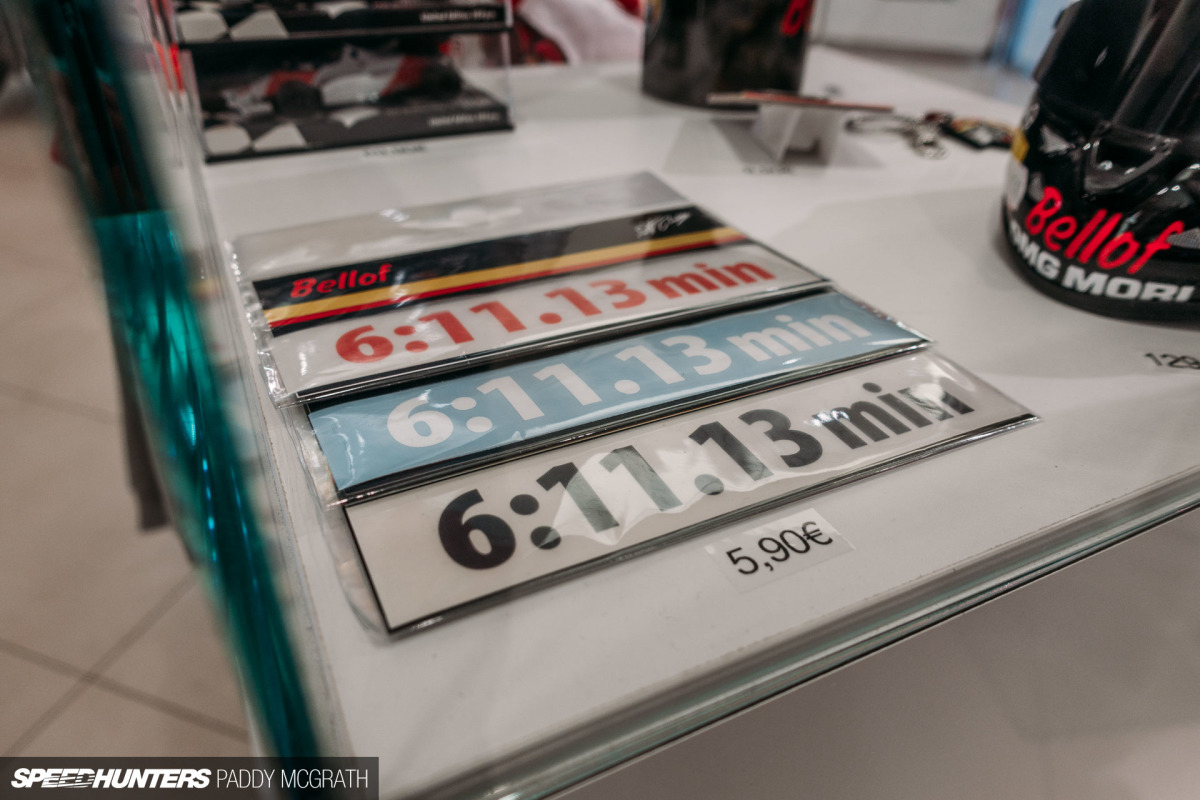 Bellof
6:11.13 min
6:11.13 min
6:11.13 min
5,90€
Bellof
DMG MORI
129
SPEEDHUNTERS PADDY MCGRATH